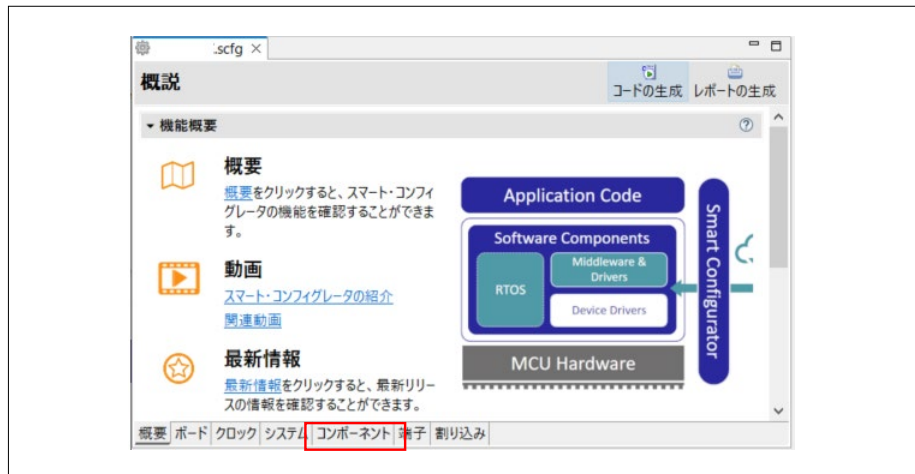 .scfg
概説
コードの生成 レポートの生成
機能概要
概要
概要をクリックすると、スマート・コンフィ
グレータの機能を確認することができま
す。
動画
スマート・コンフィグレータの紹介
関連動画
最新情報
最新情報をクリックすると、最新リリー
スの情報を確認することができます。
Application Code
Software Components
RTOS
Middleware &
Drivers
Device Drivers
MCU Hardware
Smart Configurator
概要 ボード クロック システム コンポーネント 端子 割り込み